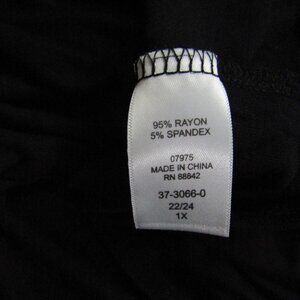 95% RAYON
5% SPANDEX
07975
MADE IN CHINA
RN 88842
37-3066-0
22/24
1X